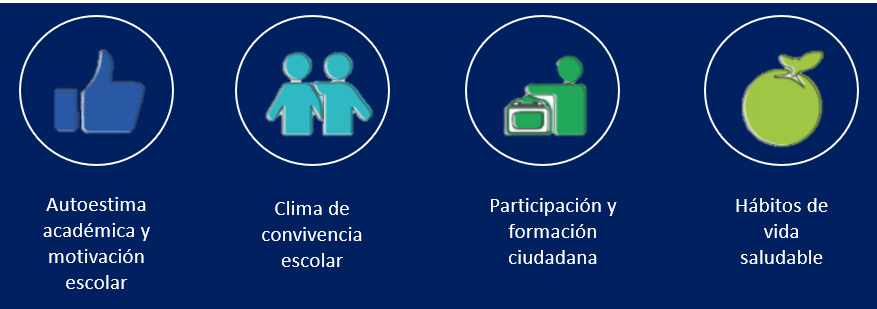 Autoestima
académica y
motivación
escolar
Clima de
convivencia
escolar
Participación y
formación
ciudadana
Hábitos de
vida
saludable